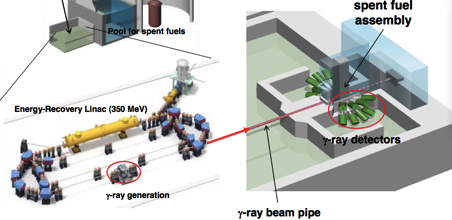 Pool for spent fuels
Energy-Recovery Linac (350 MeV)
γ-ray generation
spent fuel
assembly
γ-ray detectors
γ-ray beam pipe